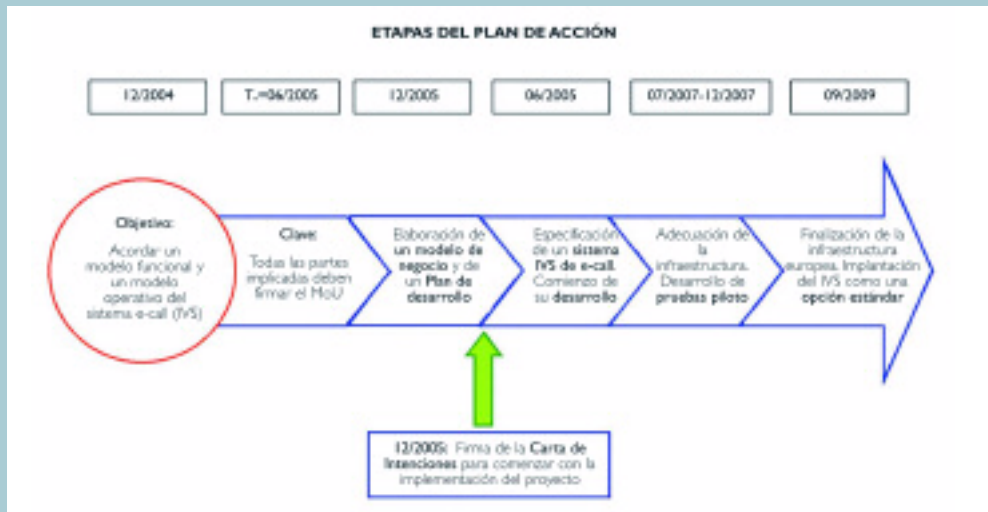 ETAPAS DEL PLAN DE ACCIÓN
12/2004
T.=06/2005
12/2005
06/2005
07/2007-12/2007
09/2009
Objetivo:
Acordar un
modelo funcional y
un modelo
operativo del
sistema e-call (IVS)
Clave:
Todas las partes
implicadas deben
firmar el MoU
Elaboración de
un modelo de
negocio y de
un Plan de
desarrollo
Especificación
de un sistema
IVS de e-call.
Comienzo de
su desarrollo
Adecuación de
la
infraestructura.
Desarrollo de
pruebas piloto
Finalización de la
infraestructura
europea. Implantación
del IVS como una
opción estándar
12/2005: Firma de la Carta de
Intenciones para comenzar con la
implementación del proyecto